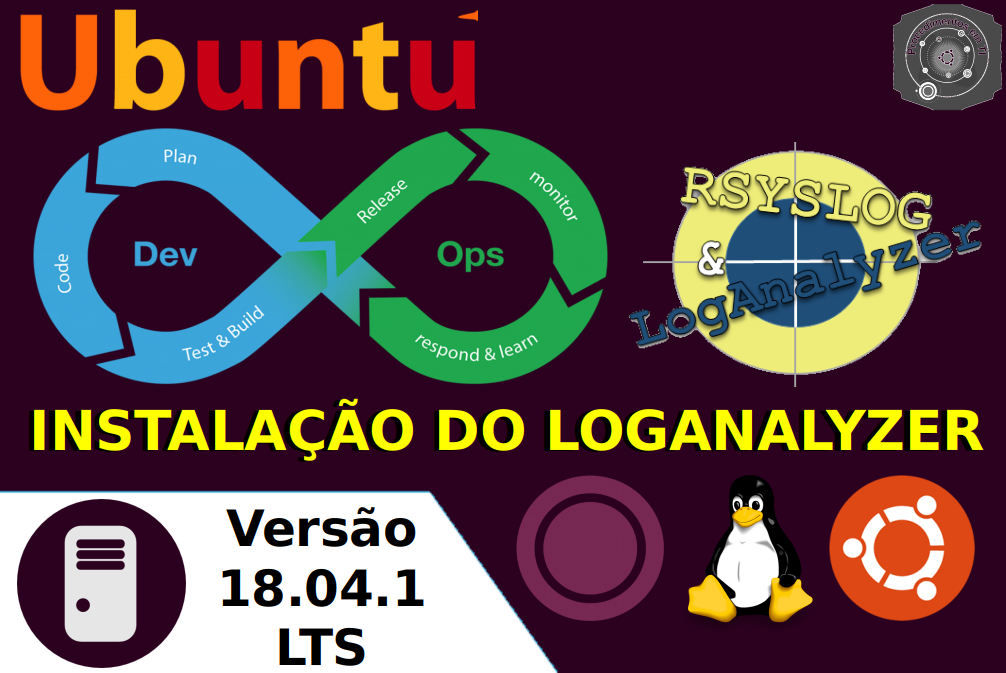 Ubuntu
Plan
Code
Dev
Test & Build
Release
monitor
Ops
respond & learn
RSYSLOG
&
LogAnalyzer
INSTALAÇÃO DO LOGANALYZER
Versão
18.04.1
LTS